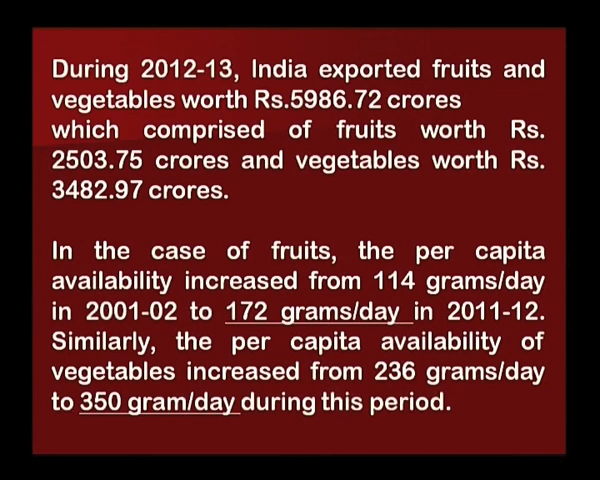 During 2012-13, India exported fruits and
vegetables worth Rs.5986.72 crores
which comprised of fruits worth Rs.
2503.75 crores and vegetables worth Rs.
3482.97 crores.
In the case of fruits, the per capita
availability increased from 114 grams/day
in 2001-02 to 172 grams/day in 2011-12.
Similarly, the per capita availability of
vegetables increased from 236 grams/day
to 350 gram/day during this period.